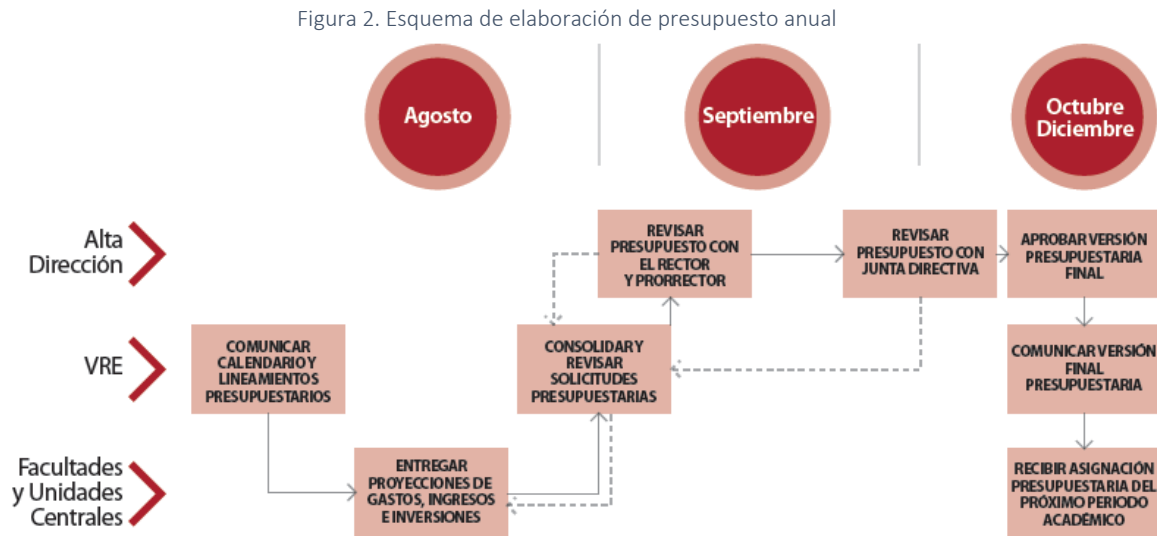 Figura 2. Esquema de elaboración de presupuesto anual
Agosto
Septiembre
Octubre
Diciembre
Alta
Dirección
REVISAR
PRESUPUESTO CON
EL RECTOR
Y PRORRECTOR
REVISAR
PRESUPUESTO CON
JUNTA DIRECTIVA
APROBAR VERSIÓN
PRESUPUESTARIA
FINAL
VRE
COMUNICAR
CALENDARIO Y
LINEAMIENTOS
PRESUPUESTARIOS
CONSOLIDAR Y
REVISAR
SOLICITUDES
PRESUPUESTARIAS
COMUNICAR VERSIÓN
FINAL
PRESUPUESTARIA
Facultades
y Unidades
Centrales
ENTREGAR
PROYECCIONES DE
GASTOS, INGRESOS
E INVERSIONES
RECIBIR ASIGNACIÓN
PRESUPUESTARIA DEL
PRÓXIMO PERIODO
ACADÉMICO